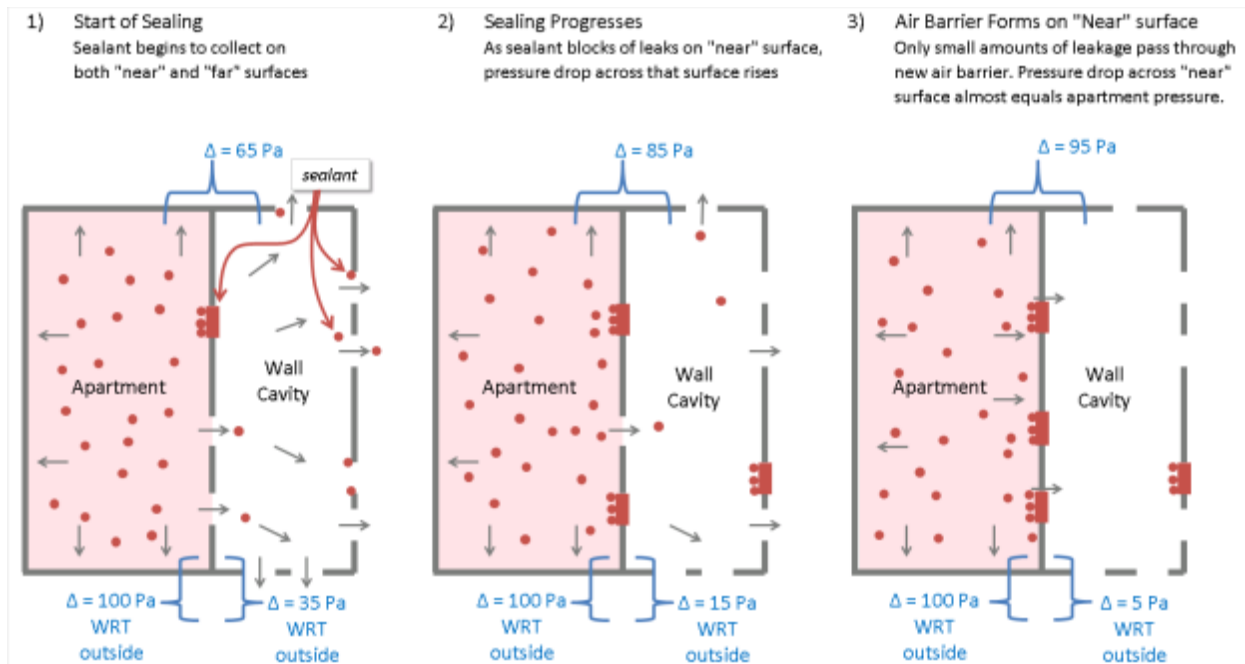 1) Start of Sealing
Sealant begins to collect on
both "near" and "far" surfaces
Δ = 65 Pa
sealant
Apartment
Wall
Cavity
Δ = 100 Pa
WRT
outside
Δ = 35 Pa
WRT
outside
2) Sealing Progresses
As sealant blocks of leaks on "near" surface,
pressure drop across that surface rises
Δ = 85 Pa
Apartment
Wall
Cavity
Δ = 100 Pa
WRT
outside
Δ = 15 Pa
WRT
outside
3) Air Barrier Forms on "Near" surface
Only small amounts of leakage pass through
new air barrier. Pressure drop across "near"
surface almost equals apartment pressure.
Δ = 95 Pa
Apartment
Wall
Cavity
Δ = 100 Pa
WRT
outside
Δ = 5 Pa
WRT
outside